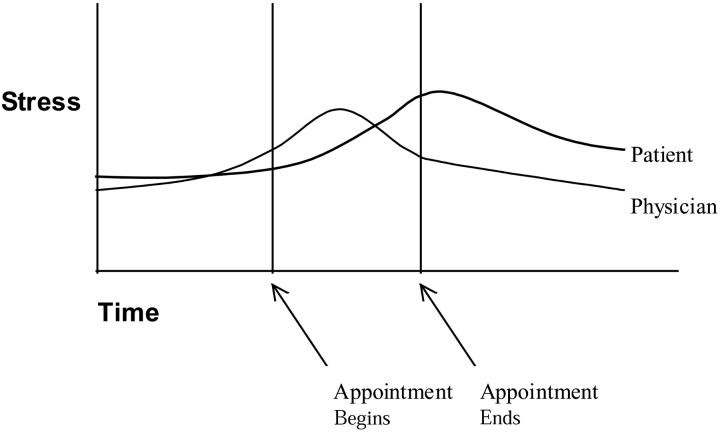 Stress
Patient
Physician
Time
Appointment
Begins
Appointment
Ends